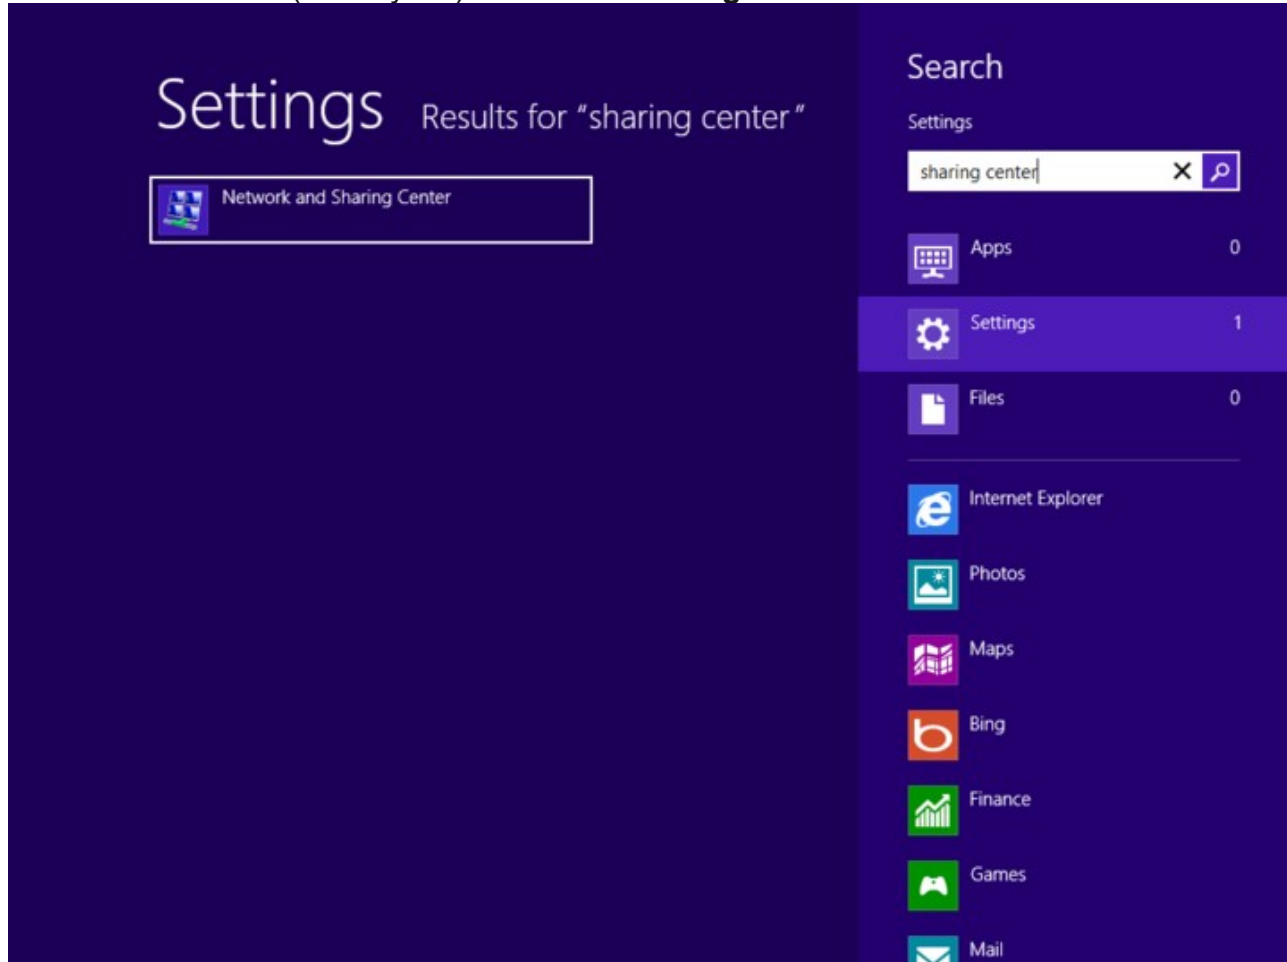 Settings Results for "sharing center"
Network and Sharing Center
Search
Settings
sharing center
Apps 0
Settings 1
Files 0
Internet Explorer
Photos
Maps
Bing
Finance
Games
Mail